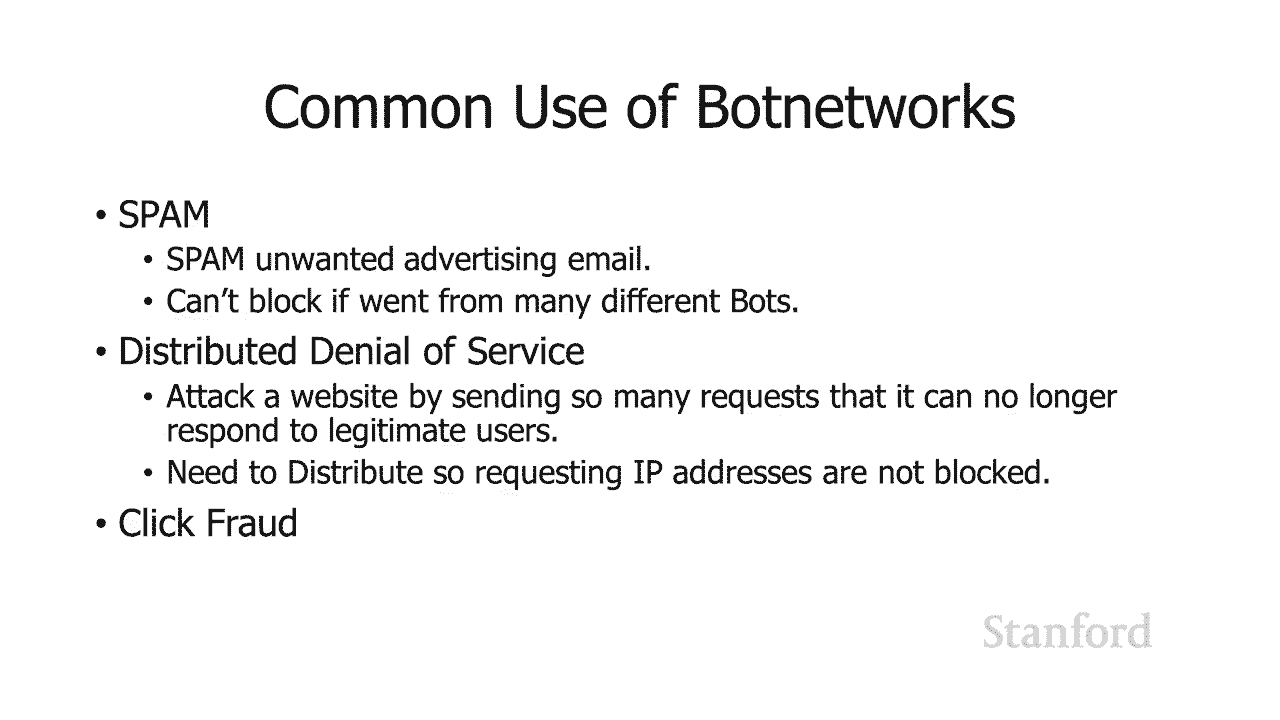 Common Use of Botnetworks
• SPAM
• SPAM unwanted advertising email.
• Can’t block if went from many different Bots.
• Distributed Denial of Service
• Attack a website by sending so many requests that it can no longer
respond to legitimate users.
• Need to Distribute so requesting IP addresses are not blocked.
• Click Fraud
Stanford